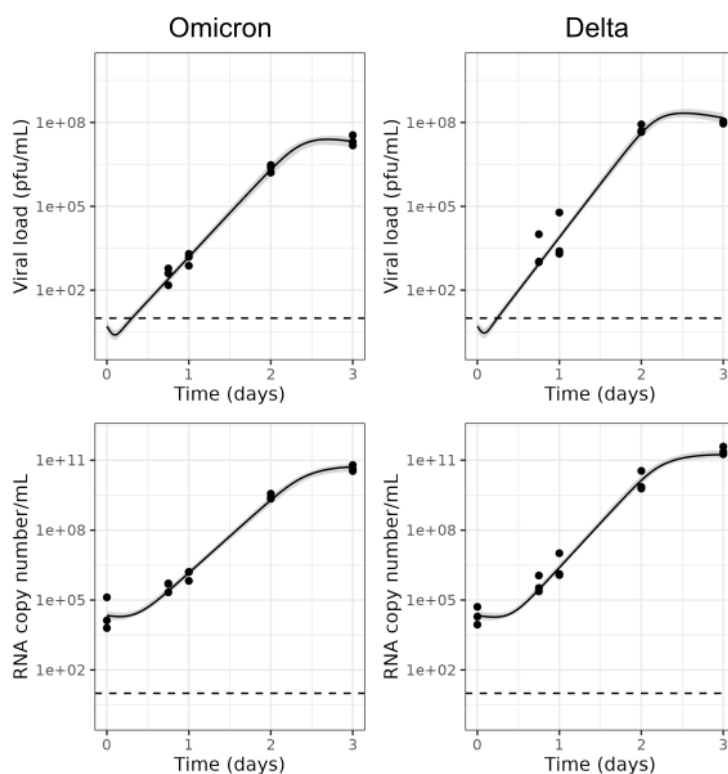 Omicron Delta
Viral load (pfu/mL)
1e+08
1e+05
1e+02
0 1 2 3
Time (days)
Viral load (pfu/mL)
1e+08
1e+05
1e+02
0 1 2 3
Time (days)
RNA copy number/mL
1e+11
1e+08
1e+05
1e+02
0 1 2 3
Time (days)
RNA copy number/mL
1e+11
1e+08
1e+05
1e+02
0 1 2 3
Time (days)